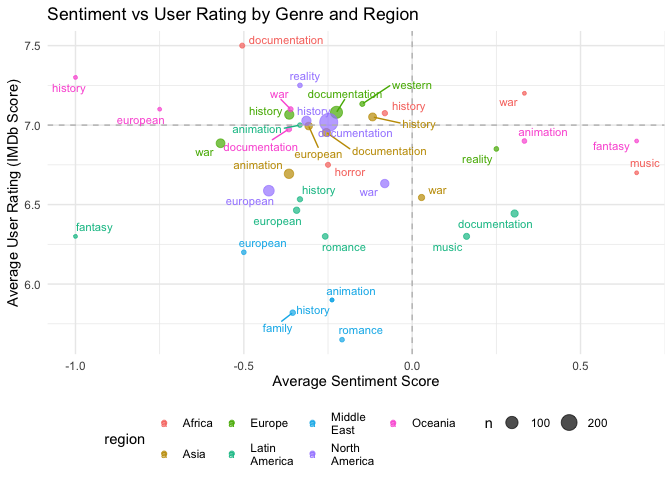 Sentiment vs User Rating by Genre and Region
7.5
documentation
history
reality
war
documentation
western
war
european
history
history
history
7.0
animation
documentation
history
documentation
european
documentation
war
animation
reality
fantasy
music
animation
horror
european
war
war
history
6.5
european
documentation
fantasy
romance
music
european
6.0
animation
history
family
romance
Average User Rating (IMDb Score)
-1.0
-0.5
0.0
0.5
Average Sentiment Score
region
Africa
Europe
Middle
East
Oceania
Asia
Latin
America
North
America
n
100
200